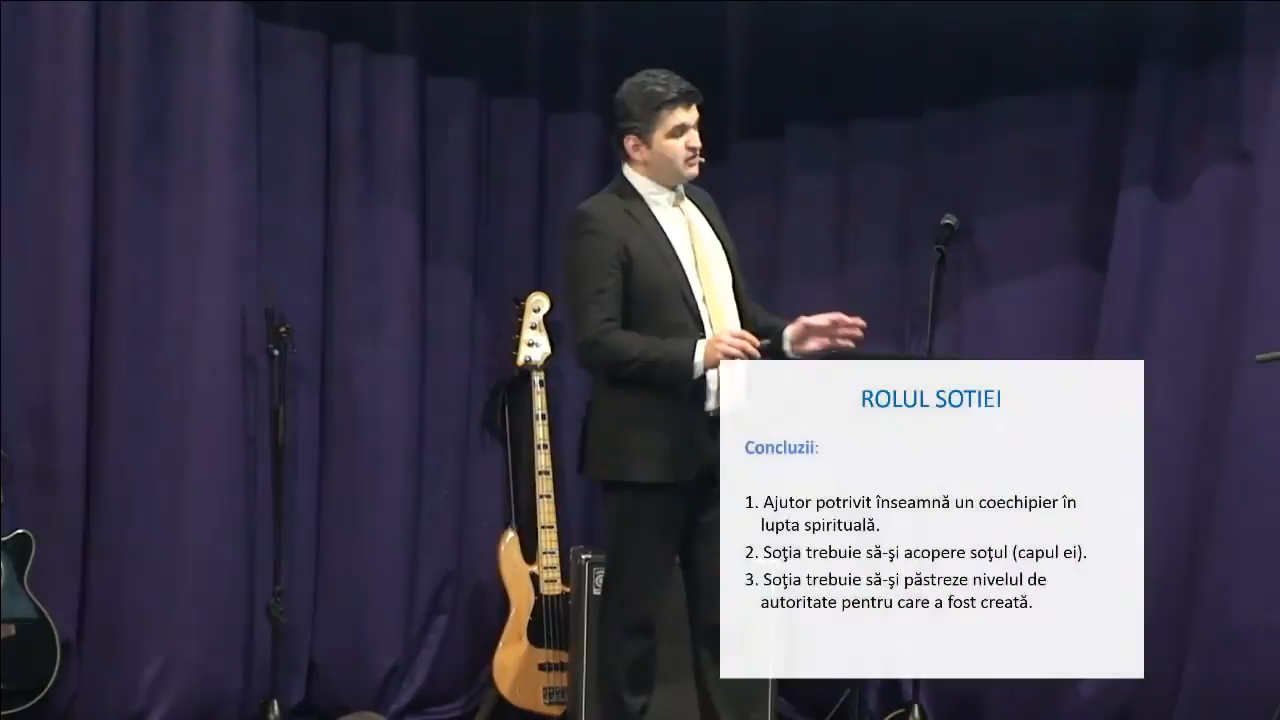 ROLUL SOTIEI
Concluzii:
1. Ajutor potrivit înseamnă un coechipier în
lupta spirituală.
2. Soţia trebuie să-şi acopere soţul (capul ei).
3. Soţia trebuie să-şi păstreze nivelul de
autoritate pentru care a fost creată.